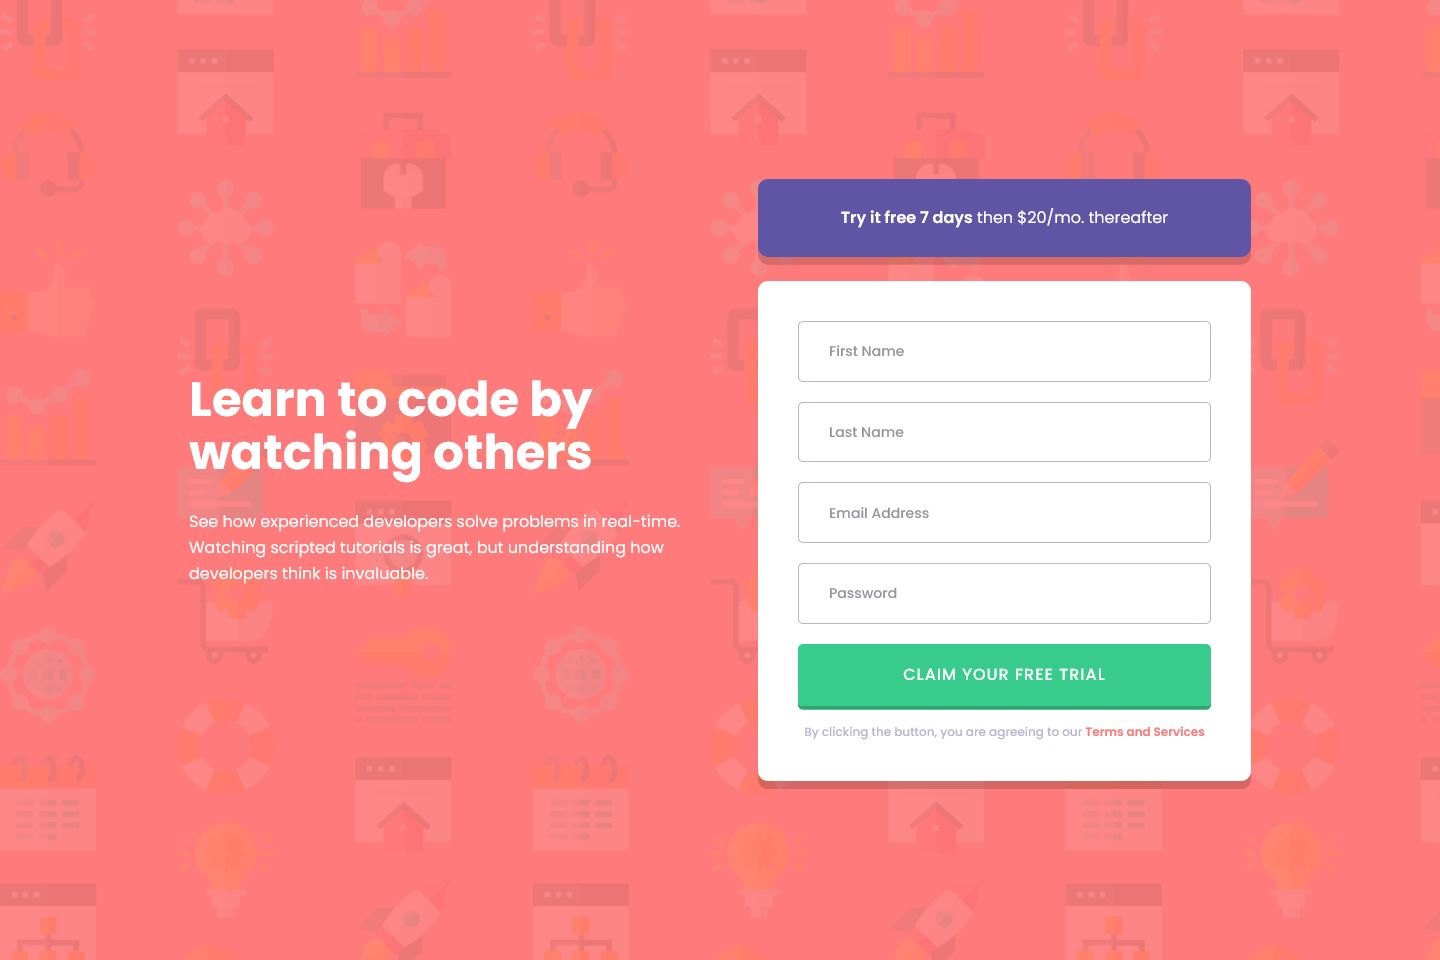 Try it free 7 days then $20/mo. thereafter
Learn to code by
watching others
See how experienced developers solve problems in real-time.
Watching scripted tutorials is great, but understanding how
developers think is invaluable.
First Name
Last Name
Email Address
Password
CLAIM YOUR FREE TRIAL
By clicking the button, you are agreeing to our Terms and Services